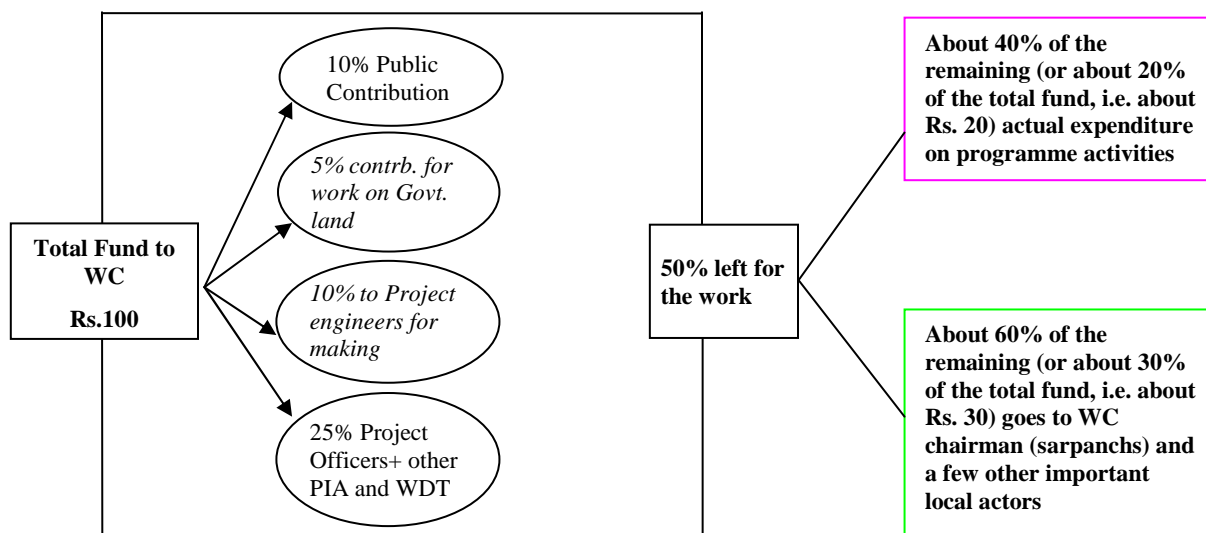 Total Fund to
WC
Rs.100
10% Public
Contribution
5% contrb. for
work on Govt.
land
10% to Project
engineers for
making
25% Project
Officers+ other
PIA and WDT
50% left for
the work
About 40% of the
remaining (or about 20%
of the total fund, i.e. about
Rs. 20) actual expenditure
on programme activities
About 60% of the
remaining (or about 30%
of the total fund, i.e. about
Rs. 30) goes to WC
chairman (sarpanchs) and
a few other important
local actors